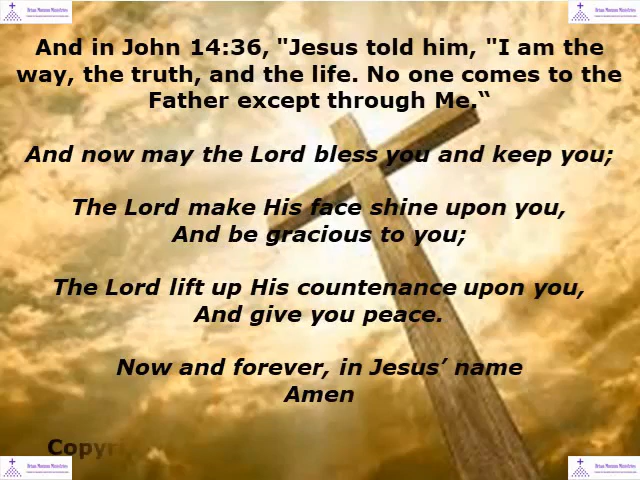 And in John 14:36, "Jesus told him, "I am the
way, the truth, and the life. No one comes to the
Father except through Me.“
And now may the Lord bless you and keep you;
The Lord make His face shine upon you,
And be gracious to you;
The Lord lift up His countenance upon you,
And give you peace.
Now and forever, in Jesus’ name
Amen